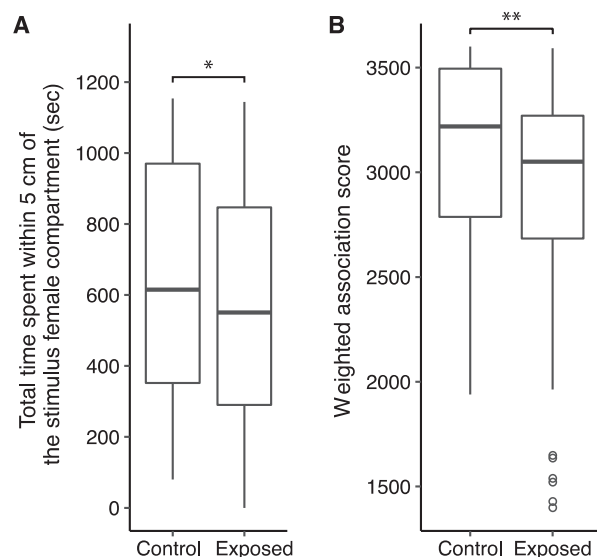 A
B
Total time spent within 5 cm of
the stimulus female compartment (sec)
1200
1000
800
600
400
200
0
*
Control
Exposed
Weighted association score
3500
3000
2500
2000
1500
**
Control
Exposed